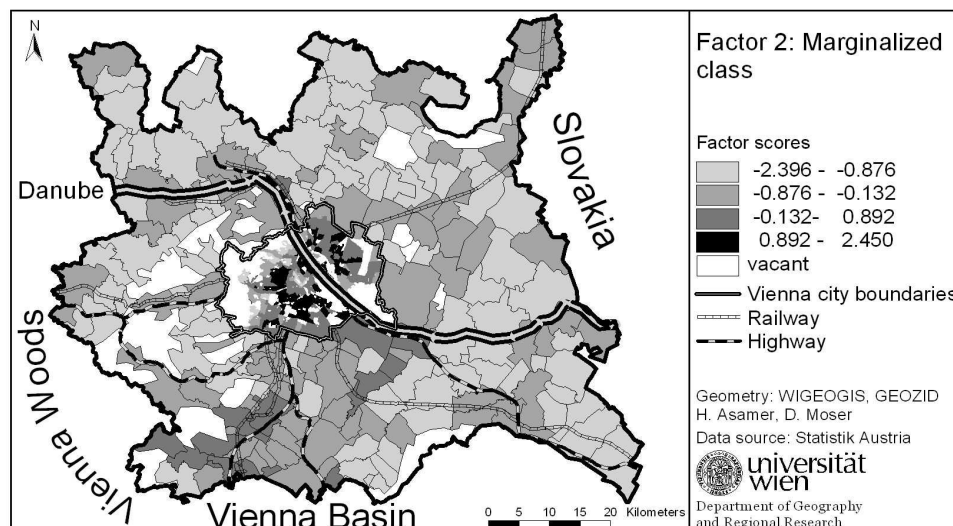 N
Danube
Slovakia
Vienna Woods
Vienna Basin
0 5 10 15 20 Kilometers
Factor 2: Marginalized
class
Factor scores
-2.396 - -0.876
-0.876 - -0.132
-0.132- 0.892
0.892 - 2.450
vacant
Vienna city boundaries
Railway
Highway
Geometry: WIGEOGIS, GEOZID
H. Asamer, D. Moser
Data source: Statistik Austria
universität
wien
Department of Geography
and Regional Research